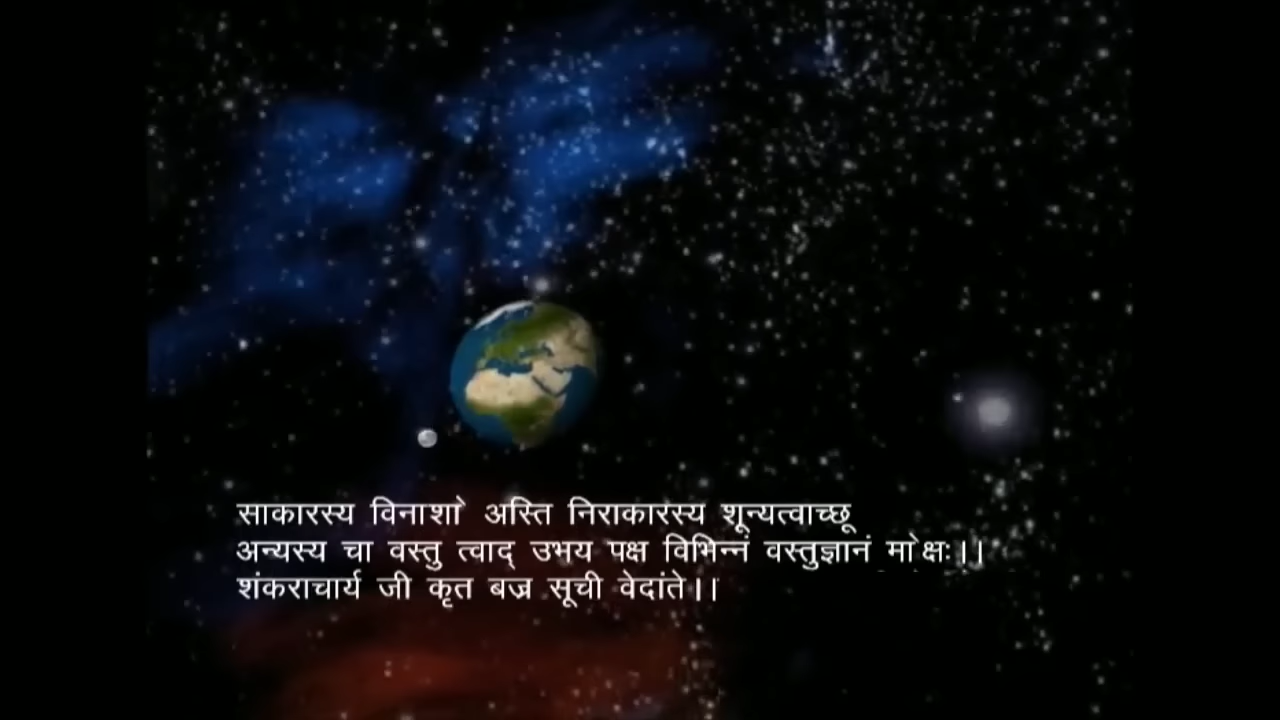 साकारस्य विनाशो अस्ति निराकारस्य शून्यत्वाच्छू
अन्यस्य चा वस्तु त्वाद् उभय पक्ष विभिन्नं वस्तुज्ञानं मोक्षः।।
शंकराचार्य जी कृत बज्र सूची वेदांते।।